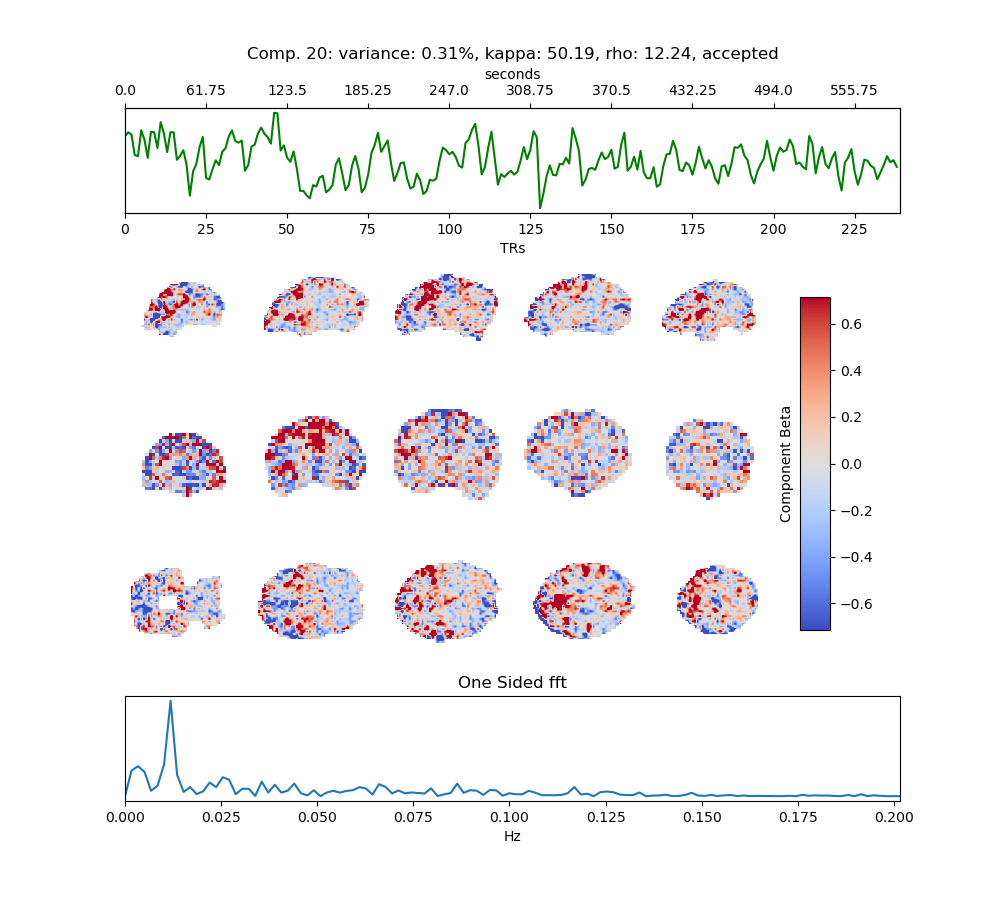 Comp. 20: variance: 0.31%, kappa: 50.19, rho: 12.24, accepted
seconds
0.0 61.75 123.5 185.25 247.0 308.75 370.5 432.25 494.0 555.75
0 25 50 75 100 125 150 175 200 225
TRs
0.6
0.4
0.2
0.0
−0.2
−0.4
−0.6
Component Beta
One Sided fft
0.000 0.025 0.050 0.075 0.100 0.125 0.150 0.175 0.200
Hz